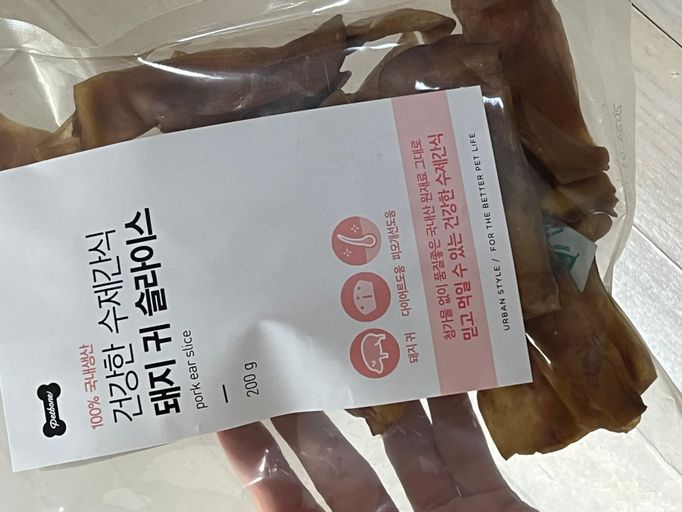 Petbone
100% 국내생산
건강한 수제간식
돼지 귀 슬라이스
pork ear slice
200 g
돼지 귀
다이어트도움
피모개선도움
첨가물 없이 품질좋은 국내산 원재료 그대로
믿고 먹일 수 있는 건강한 수제간식
URBAN STYLE / FOR THE BETTER PET LIFE